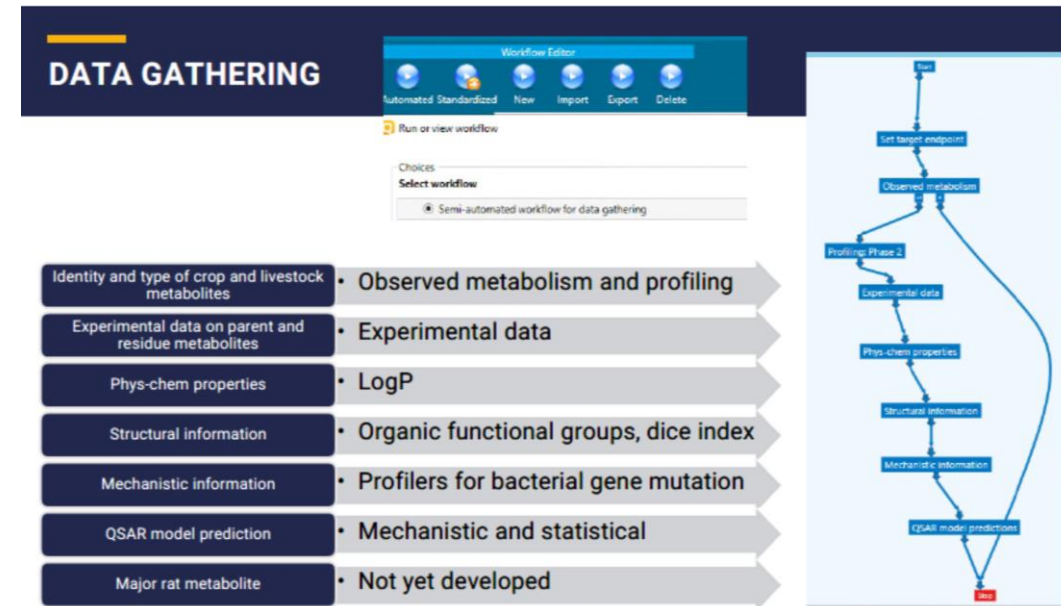 DATA GATHERING
Workflow Editor
Automated Standardized New Import Export Delete
Run or view workflow
Choices
Select workflow
Semi-automated workflow for data gathering
Identity and type of crop and livestock
metabolites
• Observed metabolism and profiling
Experimental data on parent and
residue metabolites
• Experimental data
Phys-chem properties
• LogP
Structural information
• Organic functional groups, dice index
Mechanistic information
• Profilers for bacterial gene mutation
QSAR model prediction
• Mechanistic and statistical
Major rat metabolite
• Not yet developed
Start
Set target endpoint
Observed metabolism
Profiling: Phase 2
Experimental data
Phys-chem properties
Structural information
Mechanistic information
QSAR model predictions
Stop